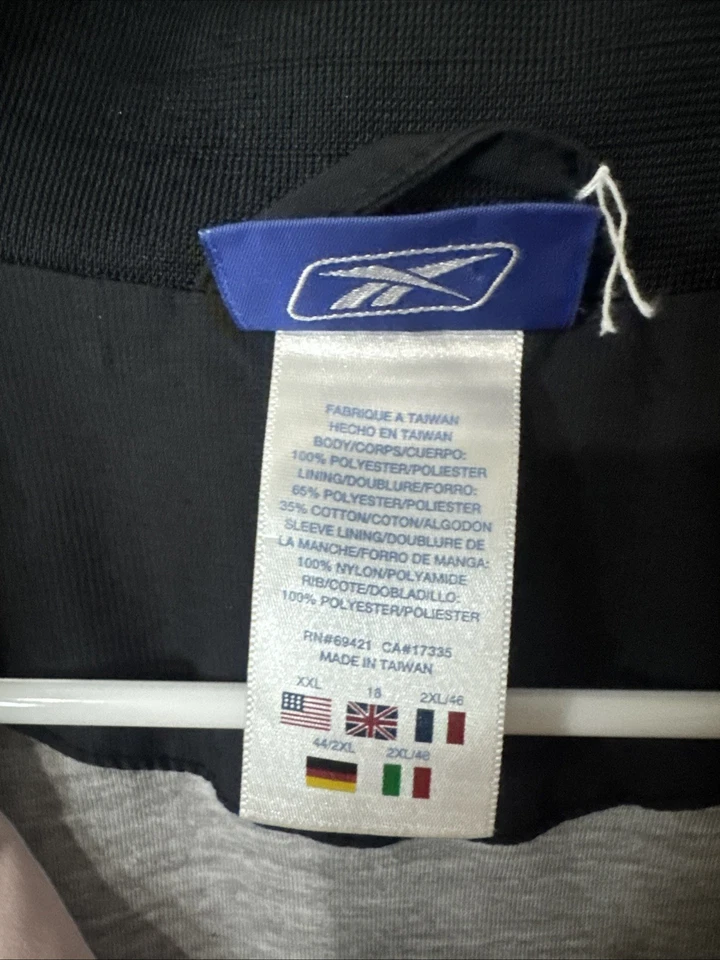 FABRIQUE A TAIWAN
HECHO EN TAIWAN
BODY/CORPS/CUERPO:
100% POLYESTER/POLIESTER
LINING/DOUBLURE/FORRO:
65% POLYESTER/POLIESTER
35% COTTON/COTON/ALGODON
SLEEVE LINING/DOUBLURE DE
LA MANCHE/FORRO DE MANGA:
100% NYLON/POLYAMIDE
RIB/COTE/DOBLADILLO:
100% POLYESTER/POLIESTER
RN#69421 CA#17335
MADE IN TAIWAN
XXL 18 2XL/46
44/2XL 2XL/48